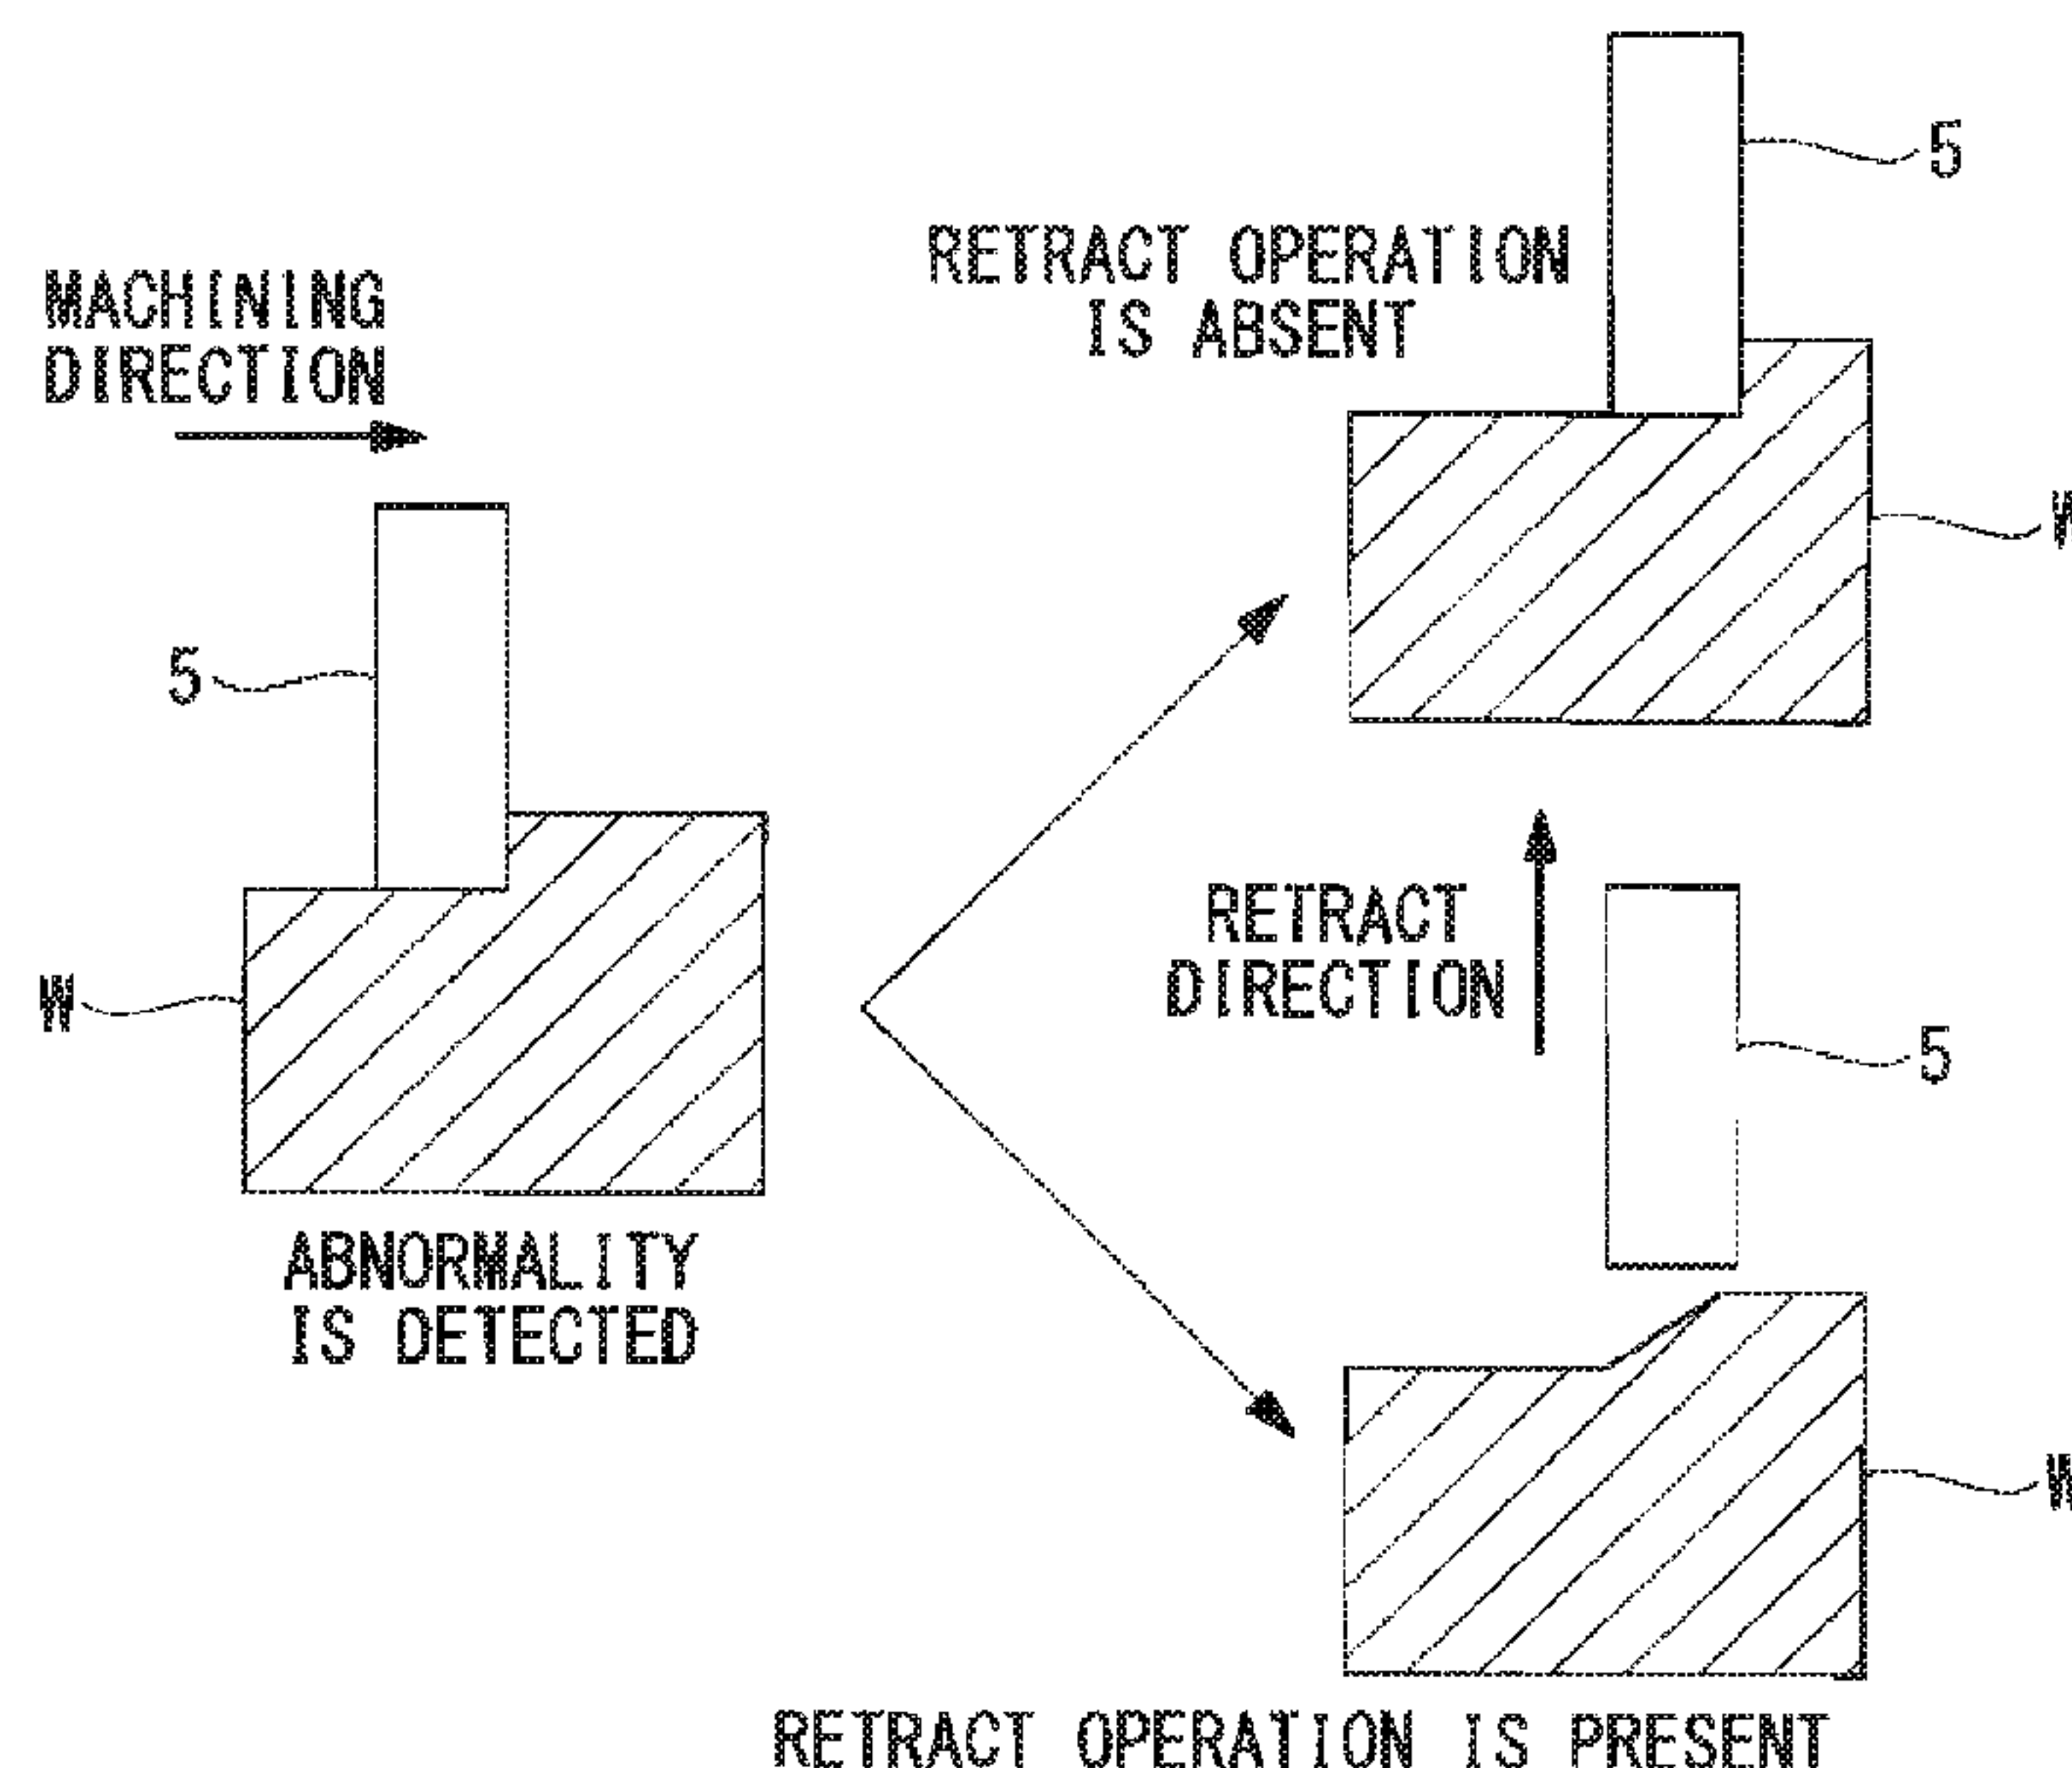 MACHINING
DIRECTION
5
W
ABNORMALITY
IS DETECTED
RETRACT OPERATION
IS ABSENT
5
W
RETRACT
DIRECTION
5
W
RETRACT OPERATION IS PRESENT